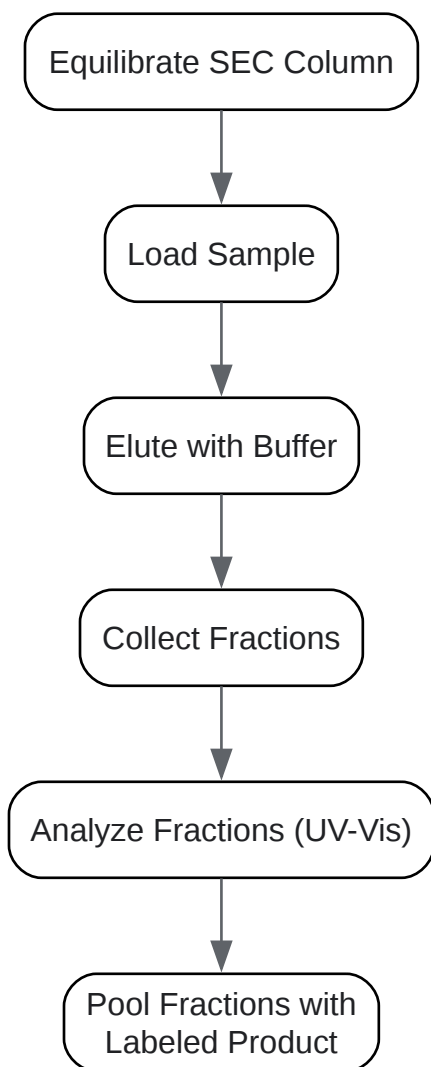 Equilibrate SEC Column
Load Sample
Elute with Buffer
Collect Fractions
Analyze Fractions (UV-Vis)
Pool Fractions with
Labeled Product